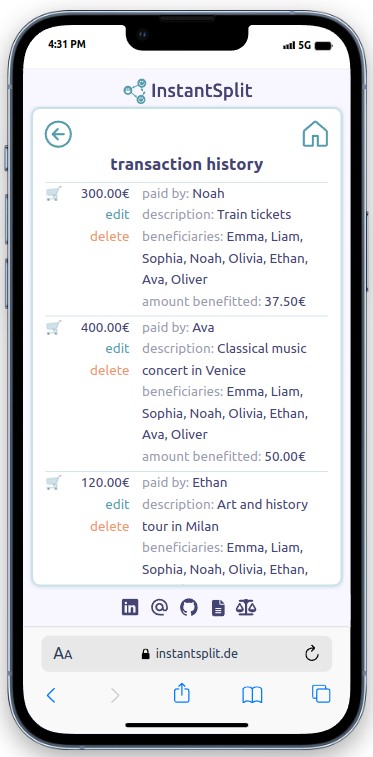 4:31 PM
5G
InstantSplit
transaction history
300.00€ paid by: Noah
edit description: Train tickets
delete beneficiaries: Emma, Liam,
Sophia, Noah, Olivia, Ethan,
Ava, Oliver
amount benefitted: 37.50€
400.00€ paid by: Ava
edit description: Classical music
delete concert in Venice
beneficiaries: Emma, Liam,
Sophia, Noah, Olivia, Ethan,
Ava, Oliver
amount benefitted: 50.00€
120.00€ paid by: Ethan
edit description: Art and history
delete tour in Milan
beneficiaries: Emma, Liam,
Sophia, Noah, Olivia, Ethan,
in @
AA instantsplit.de